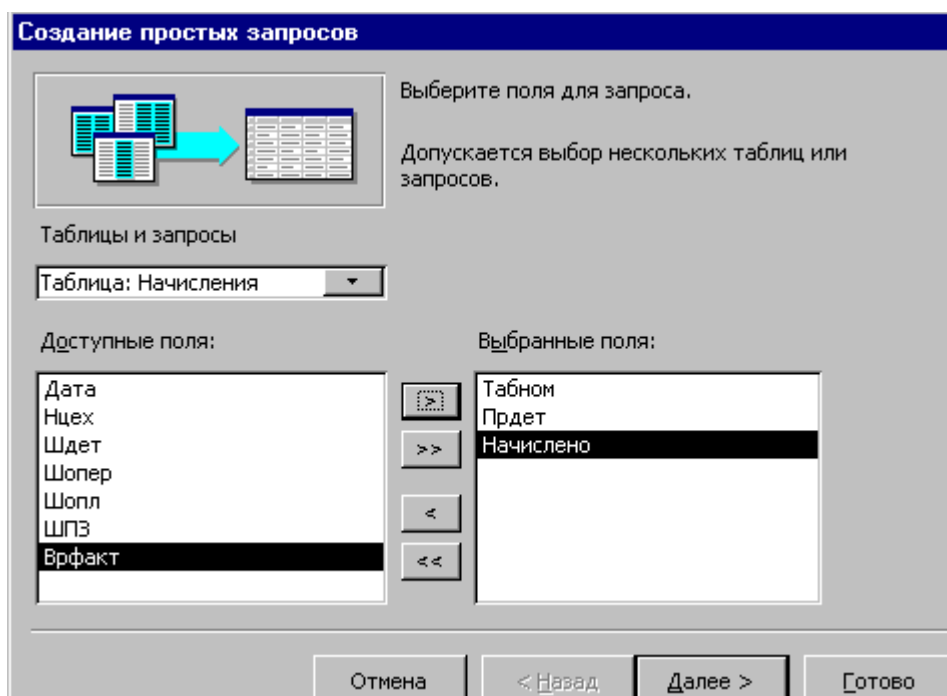 Создание простых запросов
Выберите поля для запроса.
Допускается выбор нескольких таблиц или
запросов.
Таблицы и запросы
Таблица: Начисления
Доступные поля:
Выбранные поля:
Дата
Нцех
Шдет
Шопер
Шопл
ШПЗ
Врфакт
>
>>
<
<<
Табном
Прдет
Начислено
Отмена
< Назад
Далее >
Готово